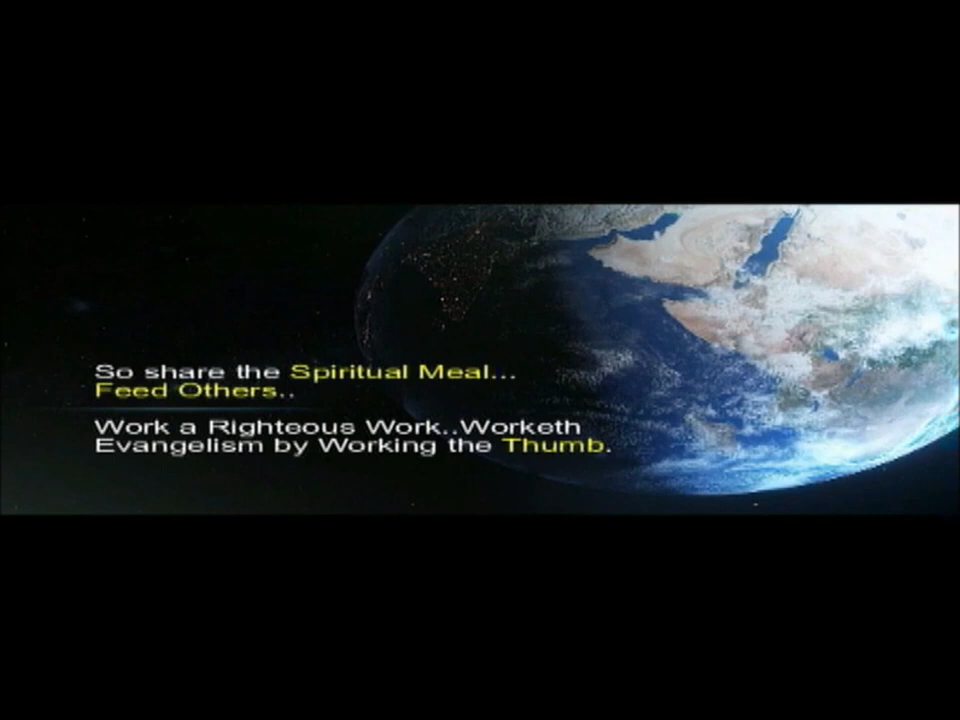 So share the Spiritual Meal...
Feed Others..
Work a Righteous Work..Worketh
Evangelism by Working the Thumb.